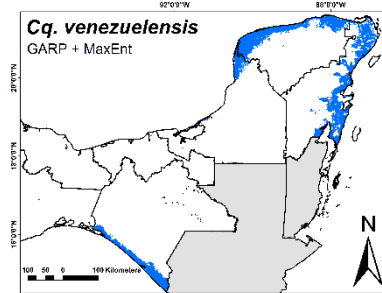 92°0'0"W 88°0'0"W
Cq. venezuelensis
GARP + MaxEnt
20°0'0"N
18°0'0"N
16°0'0"N
N
100 50 0 100 Kilometers